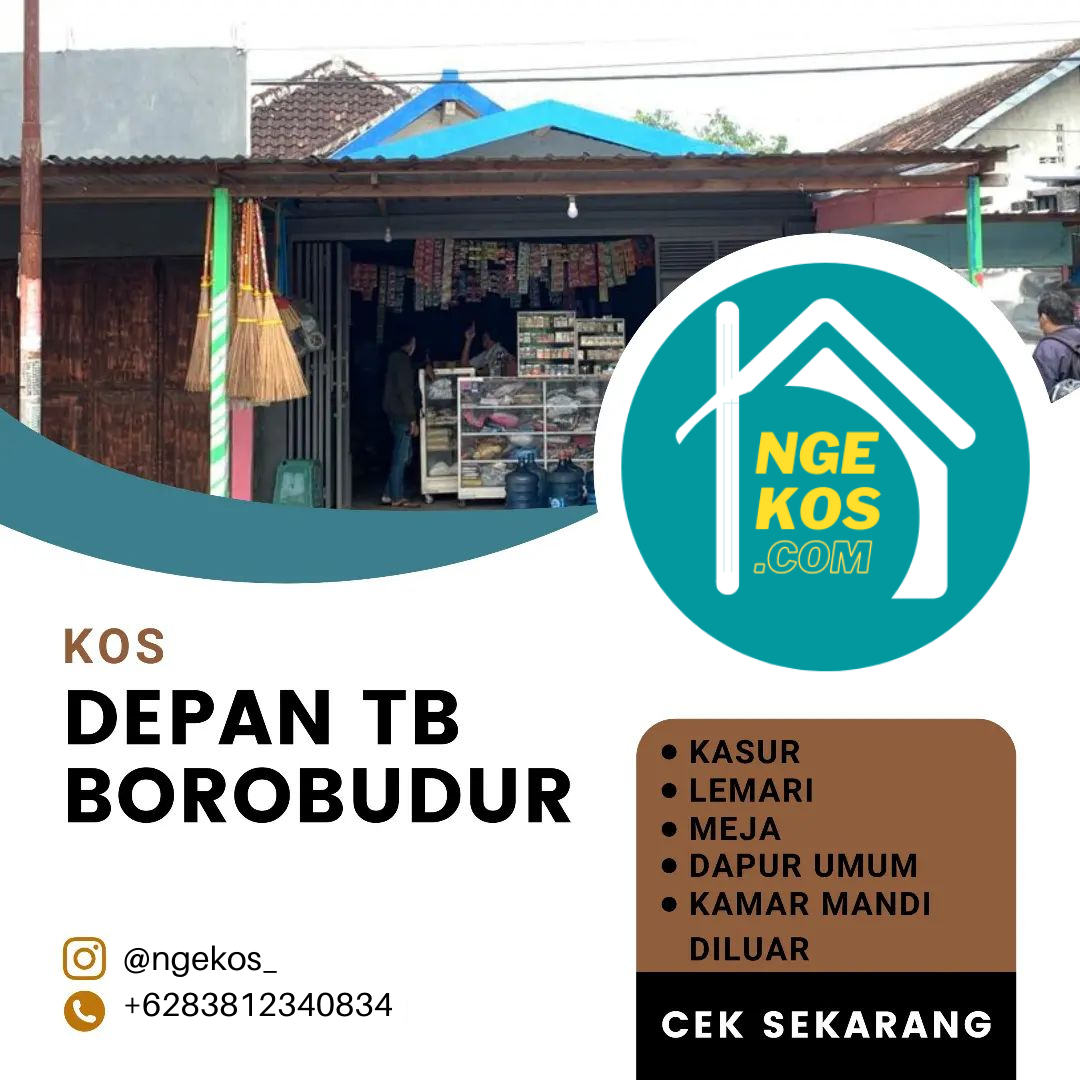 NGE
KOS
.COM
KOS
DEPAN TB
BOROBUDUR
@ngekos_
+6283812340834
KASUR
LEMARI
MEJA
DAPUR UMUM
KAMAR MANDI
DILUAR
CEK SEKARANG